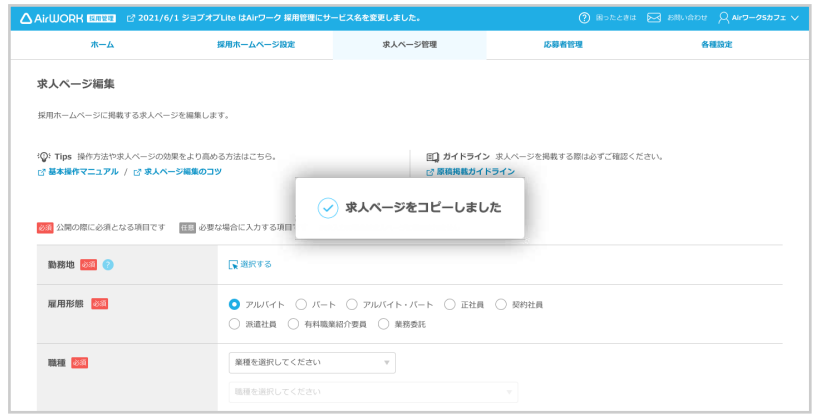 AirWORK 採用管理 2021/6/1 ジョブオプLite はAirワーク 採用管理にサービス名を変更しました。 ? 困ったときは お問い合わせ AirワークSカフェ
ホーム 採用ホームページ設定 求人ページ管理 応募者管理 各種設定
求人ページ編集
採用ホームページに掲載する求人ページを編集します。
Tips 操作方法や求人ページの効果をより高める方法はこちら。
基本操作マニュアル / 求人ページ編集のコツ
ガイドライン 求人ページを掲載する際は必ずご確認ください。
原稿掲載ガイドライン
求人ページをコピーしました
必須 公開の際に必須となる項目です 任意 必要な場合に入力する項目
勤務地 必須 ? 選択する
雇用形態 必須 アルバイト パート アルバイト・パート 正社員 契約社員
派遣社員 有料職業紹介要員 業務委託
職種 必須 業種を選択してください
職種を選択してください